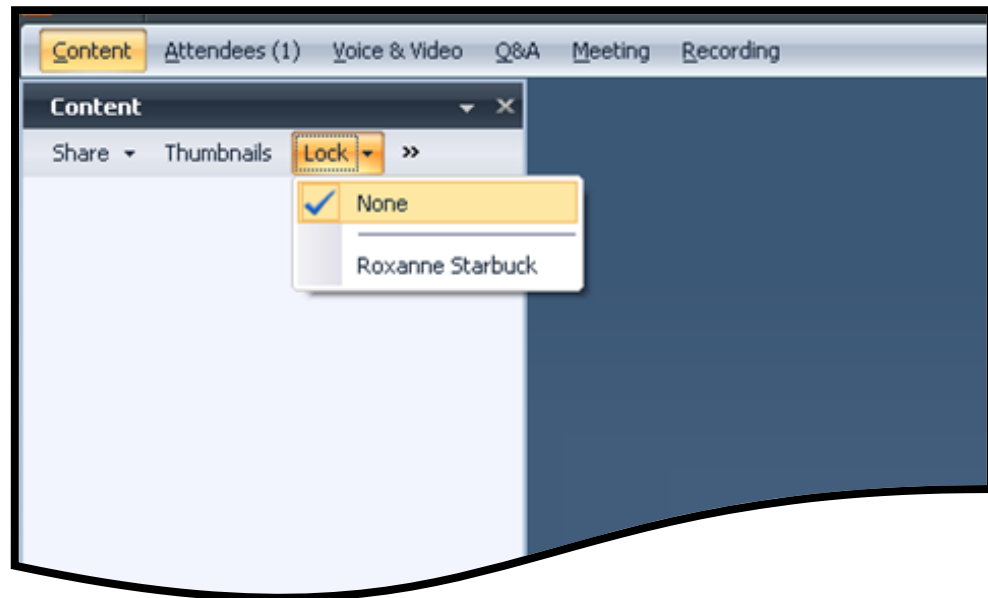 Content Attendees (1) Voice & Video Q&A Meeting Recording
Content
Share Thumbnails Lock »
None
Roxanne Starbuck